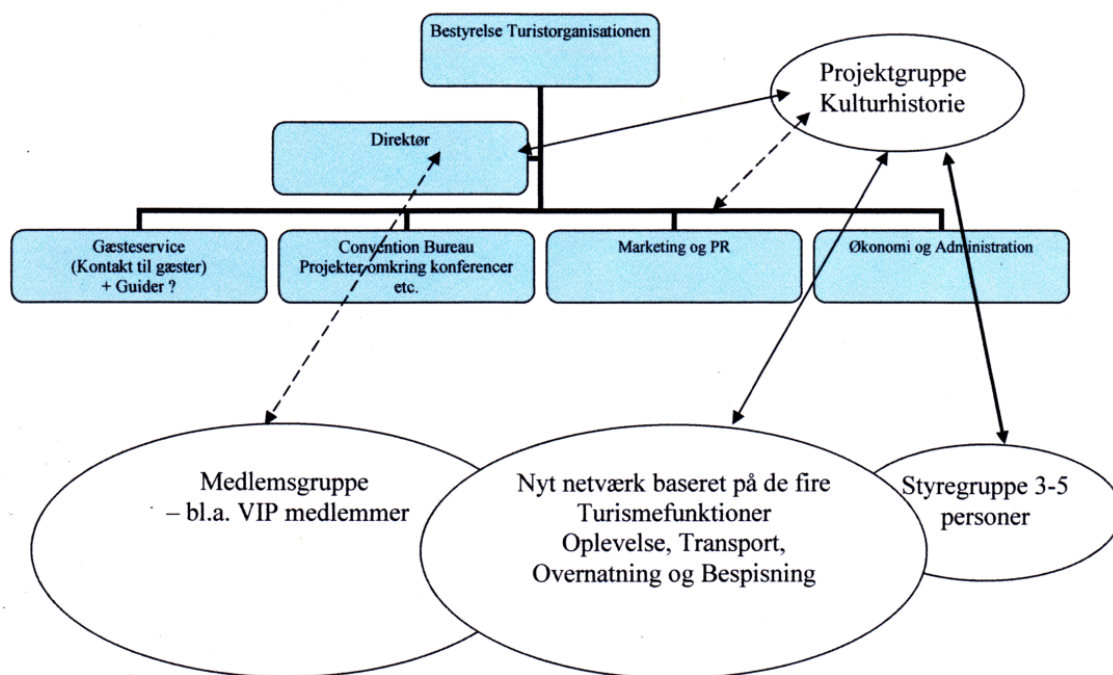 Bestyrelse Turistorganisationen
Projektgruppe
Kulturhistorie
Direktør
Gæsteservice
(Kontakt til gæster)
+ Guider ?
Convention Bureau
Projekter omkring konferencer
etc.
Marketing og PR
Økonomi og Administration
Medlemsgruppe
– bl.a. VIP medlemmer
Nyt netværk baseret på de fire
Turismefunktioner
Oplevelse, Transport,
Overnatning og Bespisning
Styregruppe 3-5
personer